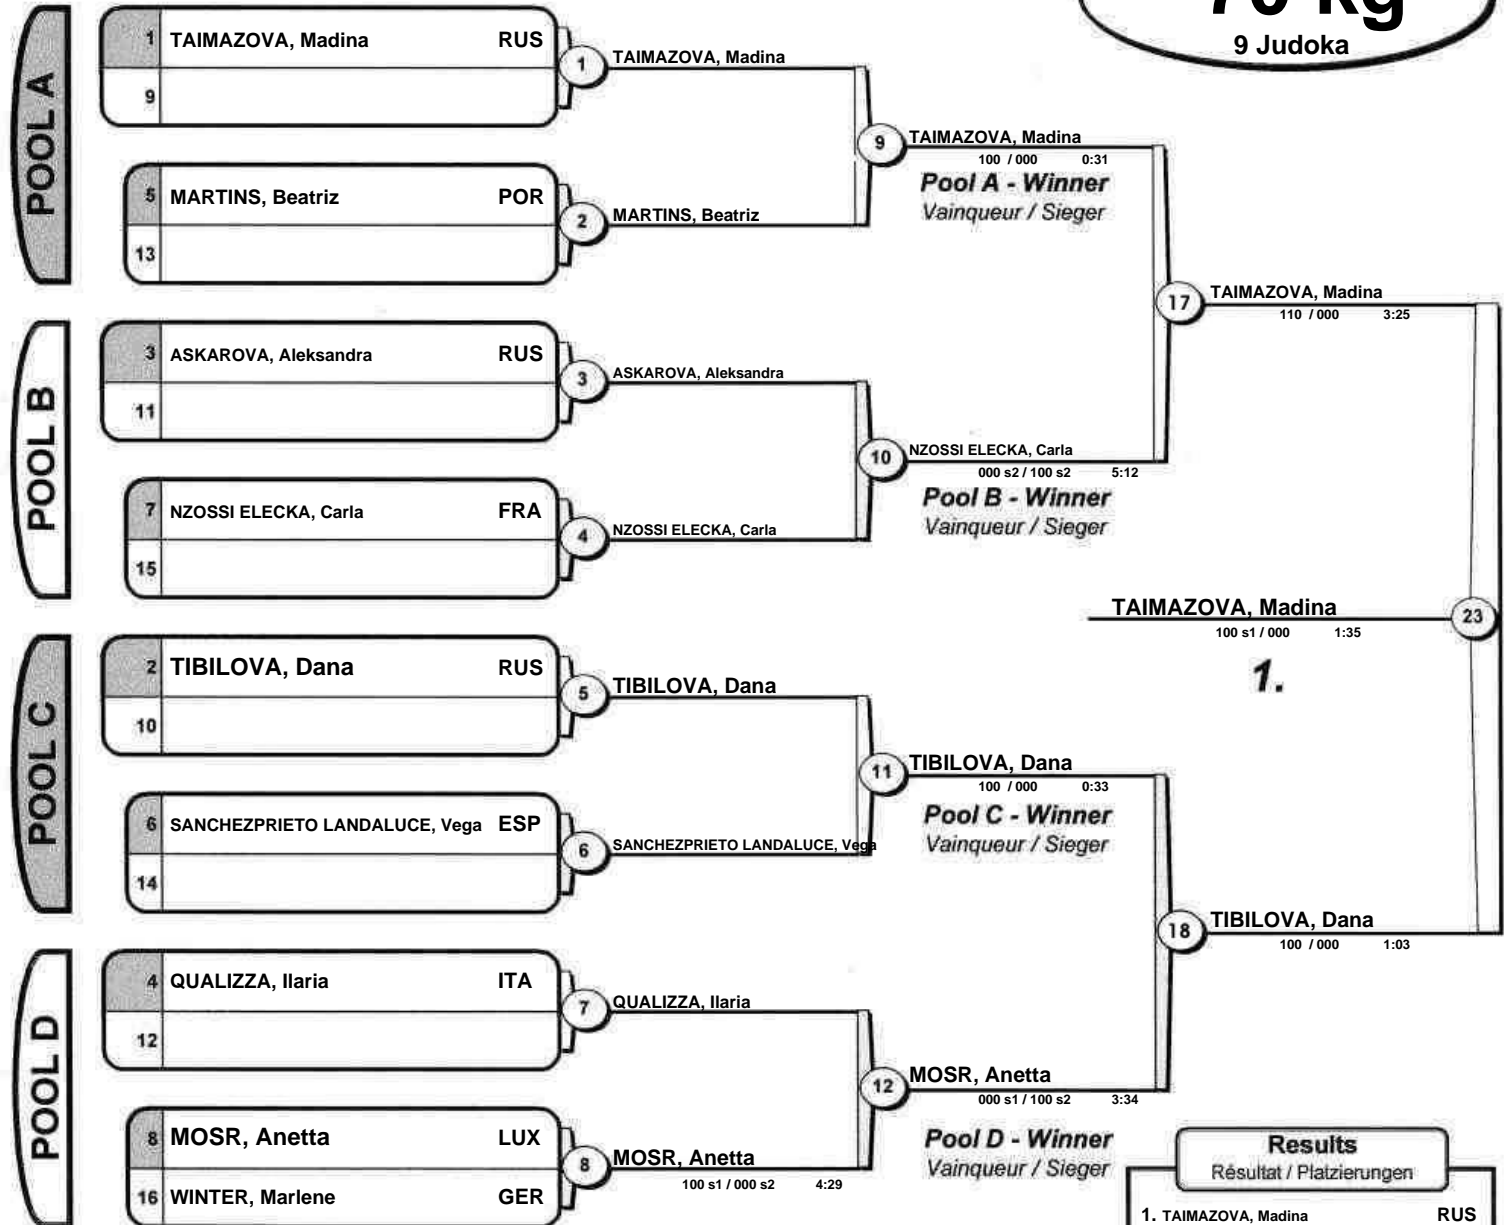 70 kg
9 Judoka
POOL A
1 TAIMAZOVA, Madina RUS
9
1 TAIMAZOVA, Madina
5 MARTINS, Beatriz POR
13
2 MARTINS, Beatriz
9 TAIMAZOVA, Madina
100 / 000 0:31
Pool A - Winner
Vainqueur / Sieger
POOL B
3 ASKAROVA, Aleksandra RUS
11
3 ASKAROVA, Aleksandra
7 NZOSSI ELECKA, Carla FRA
15
4 NZOSSI ELECKA, Carla
10 NZOSSI ELECKA, Carla
000 s2 / 100 s2 5:12
Pool B - Winner
Vainqueur / Sieger
17 TAIMAZOVA, Madina
110 / 000 3:25
TAIMAZOVA, Madina 23
100 s1 / 000 1:35
1.
POOL C
2 TIBILOVA, Dana RUS
10
5 TIBILOVA, Dana
6 SANCHEZPRIETO LANDALUCE, Vega ESP
14
6 SANCHEZPRIETO LANDALUCE, Vega
11 TIBILOVA, Dana
100 / 000 0:33
Pool C - Winner
Vainqueur / Sieger
18 TIBILOVA, Dana
100 / 000 1:03
POOL D
4 QUALIZZA, Ilaria ITA
12
7 QUALIZZA, Ilaria
8 MOSR, Anetta LUX
16 WINTER, Marlene GER
8 MOSR, Anetta
100 s1 / 000 s2 4:29
12 MOSR, Anetta
000 s1 / 100 s2 3:34
Pool D - Winner
Vainqueur / Sieger
Results
Résultat / Platzierungen
1. TAIMAZOVA, Madina RUS